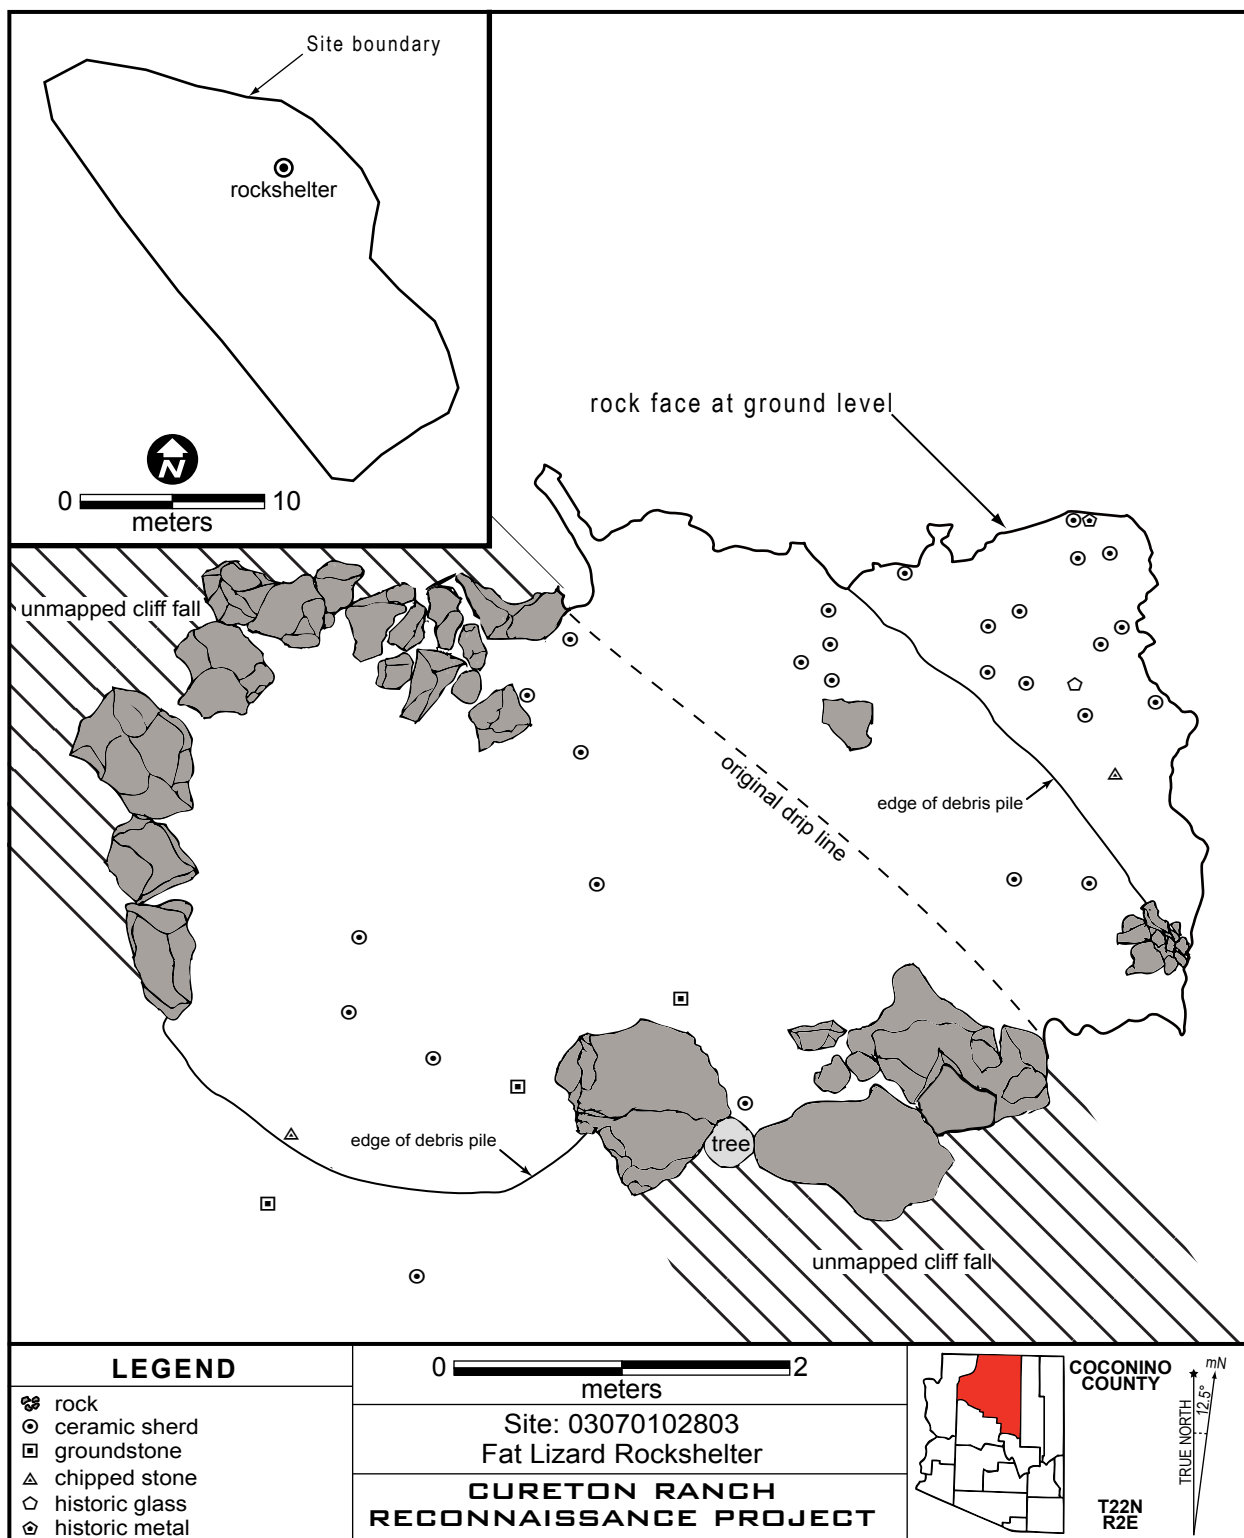 Site boundary
rockshelter
N
0 10
meters
rock face at ground level
unmapped cliff fall
original drip line
edge of debris pile
edge of debris pile
tree
unmapped cliff fall
LEGEND
rock
ceramic sherd
groundstone
chipped stone
historic glass
historic metal
0 2
meters
Site: 03070102803
Fat Lizard Rockshelter
CURETON RANCH
RECONNAISSANCE PROJECT
COCONINO
COUNTY
T22N
R2E
TRUE NORTH
mN
12.5°